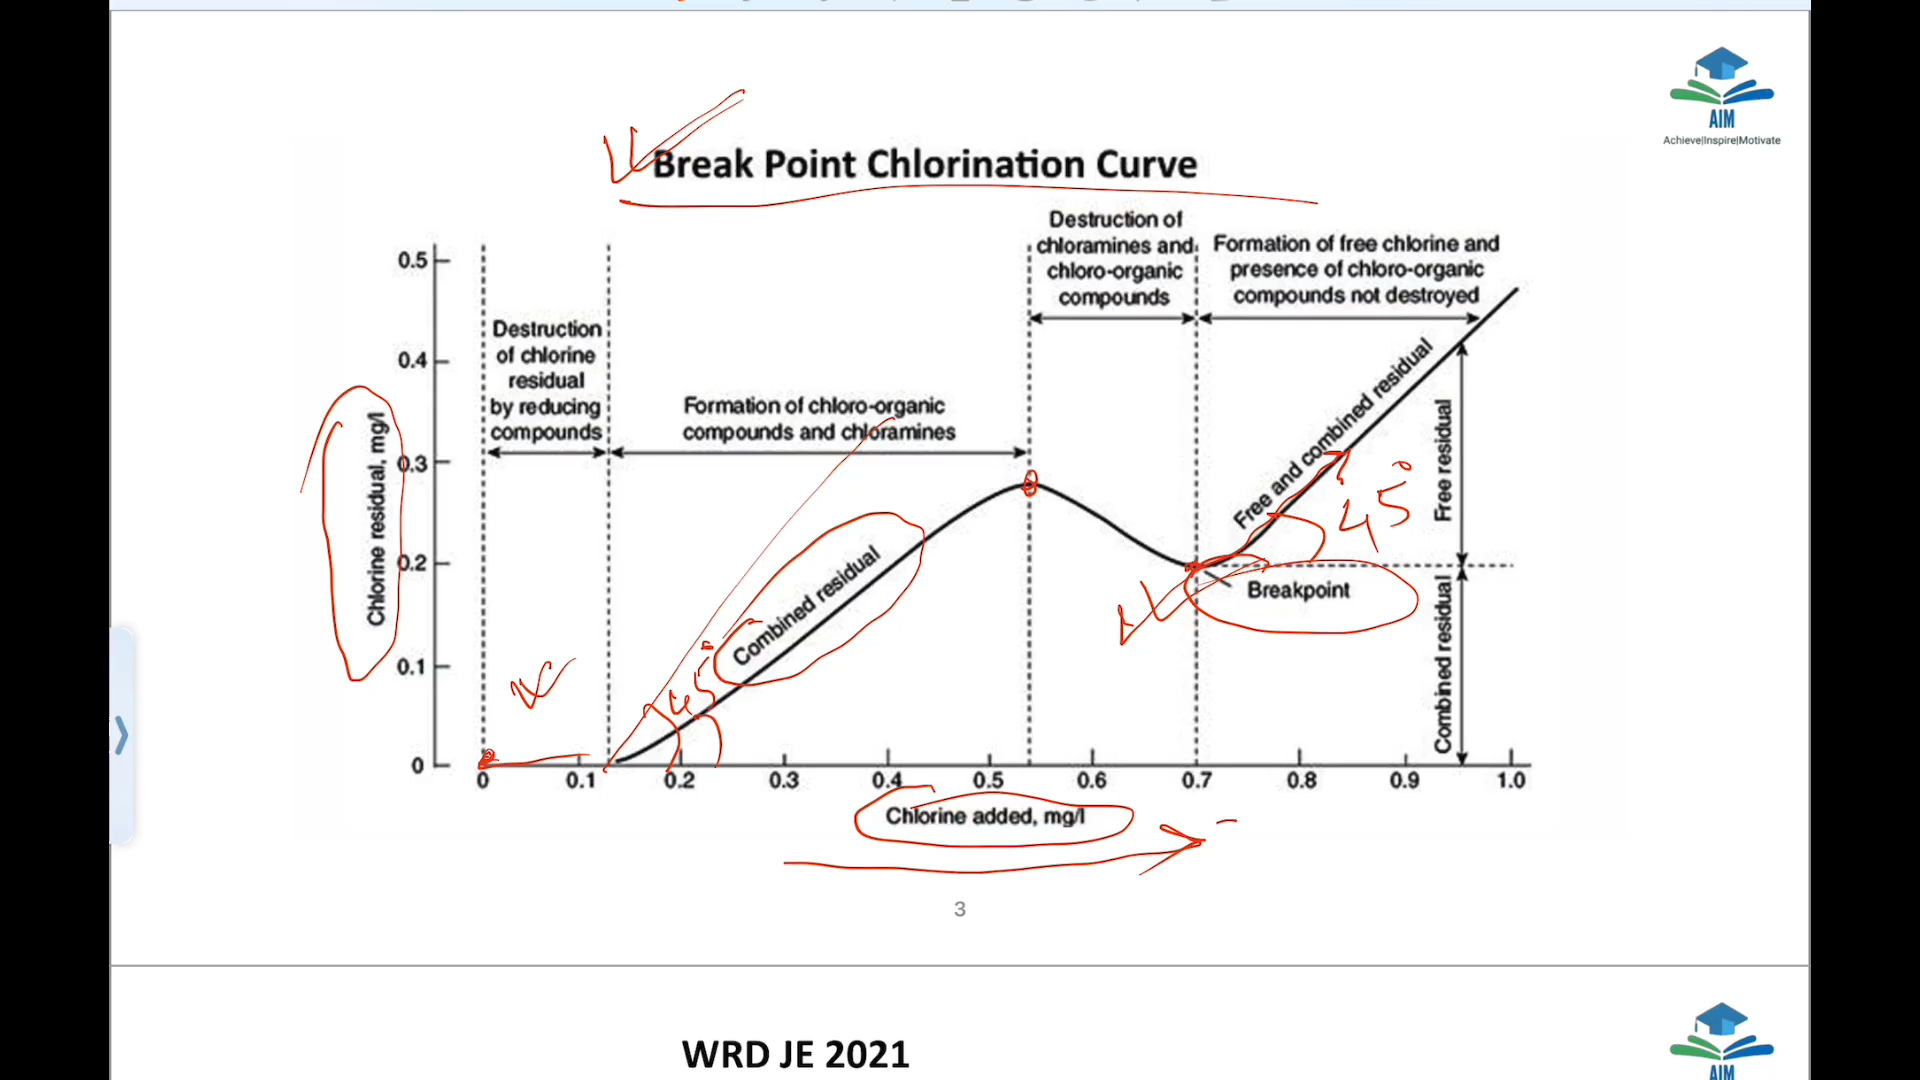 AIM
Achieve|Inspire|Motivate
Break Point Chlorination Curve
Destruction of
chloramines and
chloro-organic
compounds
Formation of free chlorine and
presence of chloro-organic
compounds not destroyed
Destruction
of chlorine
residual
by reducing
compounds
Formation of chloro-organic
compounds and chloramines
0.5
0.4
0.3
0.2
0.1
0
Chlorine residual, mg/l
Combined residual
45°
Free and combined residual
45°
Free residual
Breakpoint
Combined residual
0 0.1 0.2 0.3 0.4 0.5 0.6 0.7 0.8 0.9 1.0
Chlorine added, mg/l
3
WRD JE 2021
AIM